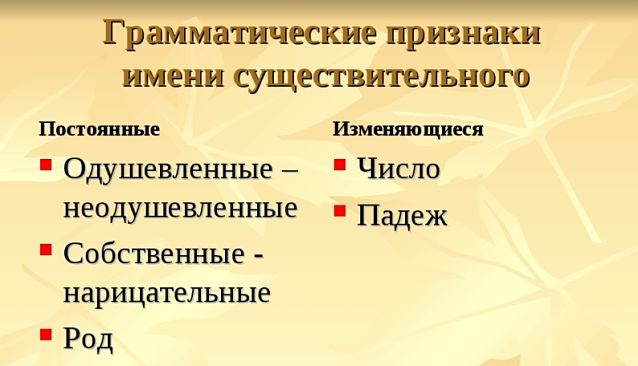 Грамматические признаки
имени существительного
Постоянные
Одушевленные –
неодушевленные
Собственные -
нарицательные
Род
Изменяющиеся
Число
Падеж